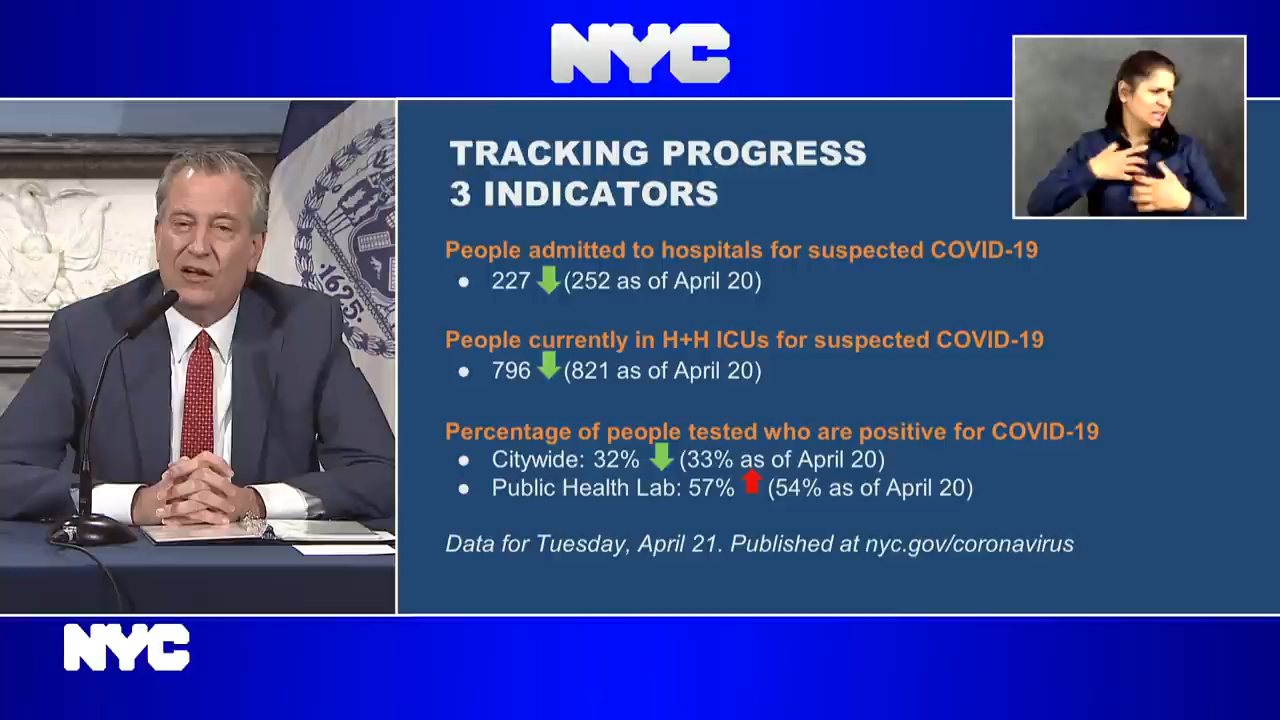 NYC
TRACKING PROGRESS
3 INDICATORS
People admitted to hospitals for suspected COVID-19
• 227 (252 as of April 20)
People currently in H+H ICUs for suspected COVID-19
• 796 (821 as of April 20)
Percentage of people tested who are positive for COVID-19
• Citywide: 32% (33% as of April 20)
• Public Health Lab: 57% (54% as of April 20)
Data for Tuesday, April 21. Published at nyc.gov/coronavirus
1625.
NYC